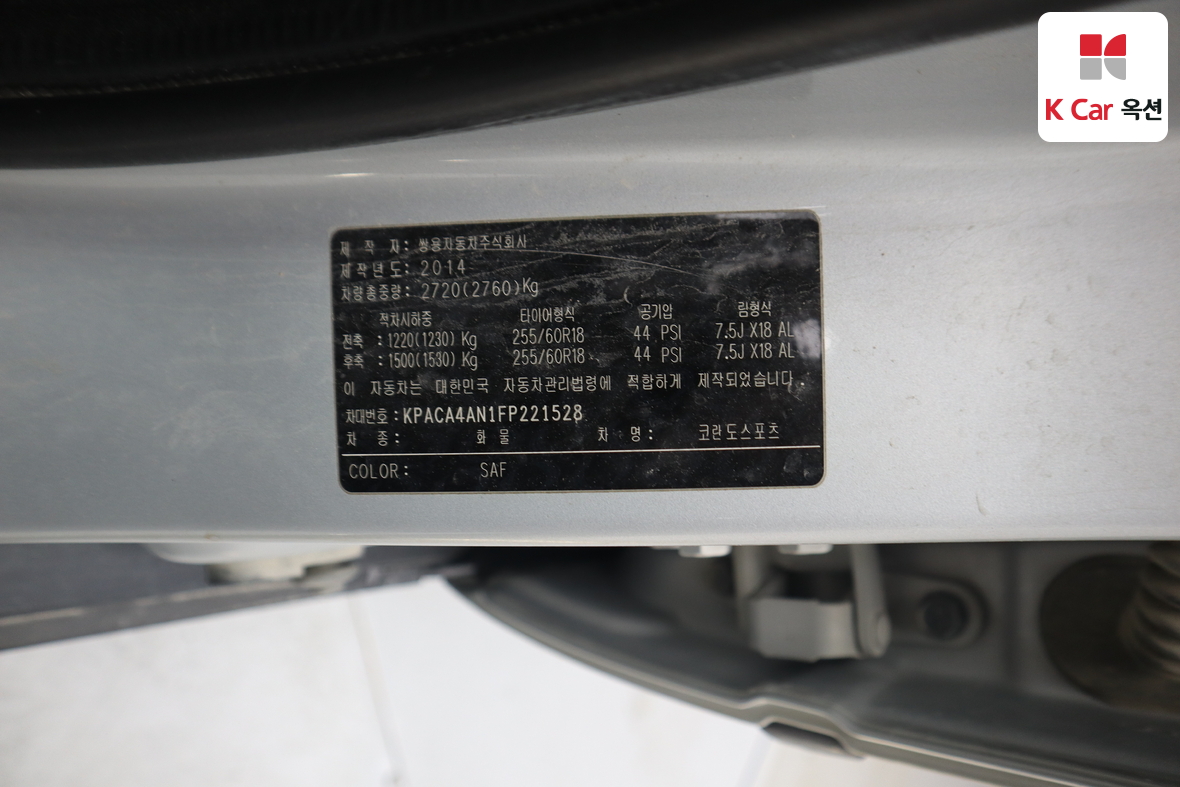 K Car 옥션
제 작 자: 쌍용자동차주식회사
제작년도: 2014
차량총중량: 2720(2760)Kg
적차시하중 타이어형식 공기압 림형식
전축 : 1220(1230) Kg 255/60R18 44 PSI 7.5J X18 AL
후축 : 1500(1530) Kg 255/60R18 44 PSI 7.5J X18 AL
이 자동차는 대한민국 자동차관리법령에 적합하게 제작되었습니다.
차대번호: KPACA4AN1FP221528
차 종: 화 물 차 명: 코란도스포츠
COLOR: SAF